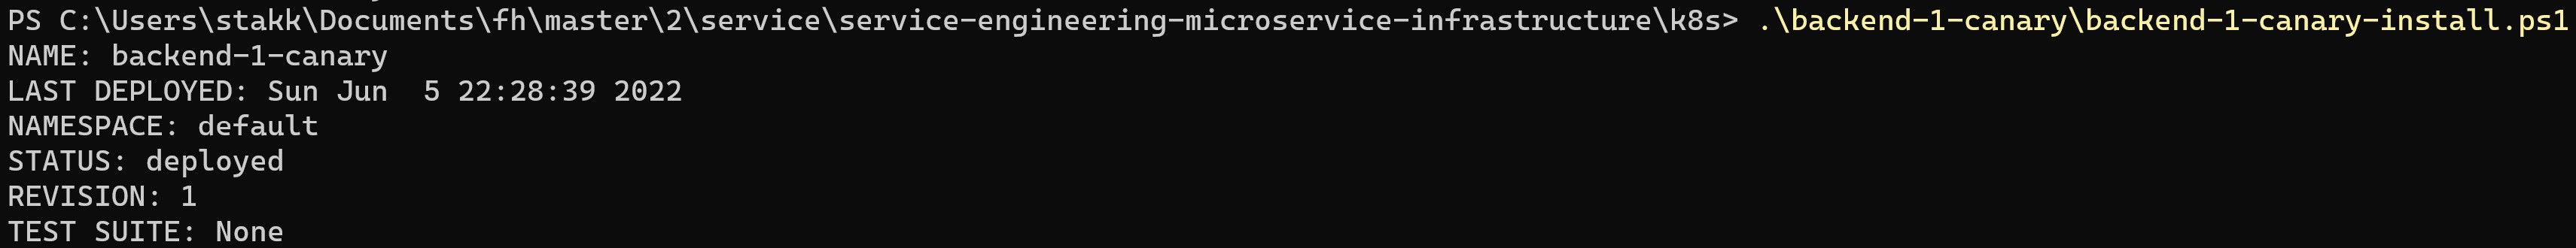 PS C:\Users\stakk\Documents\fh\master\2\service\service-engineering-microservice-infrastructure\k8s> .\backend-1-canary\backend-1-canary-install.ps1
NAME: backend-1-canary
LAST DEPLOYED: Sun Jun  5 22:28:39 2022
NAMESPACE: default
STATUS: deployed
REVISION: 1
TEST SUITE: None